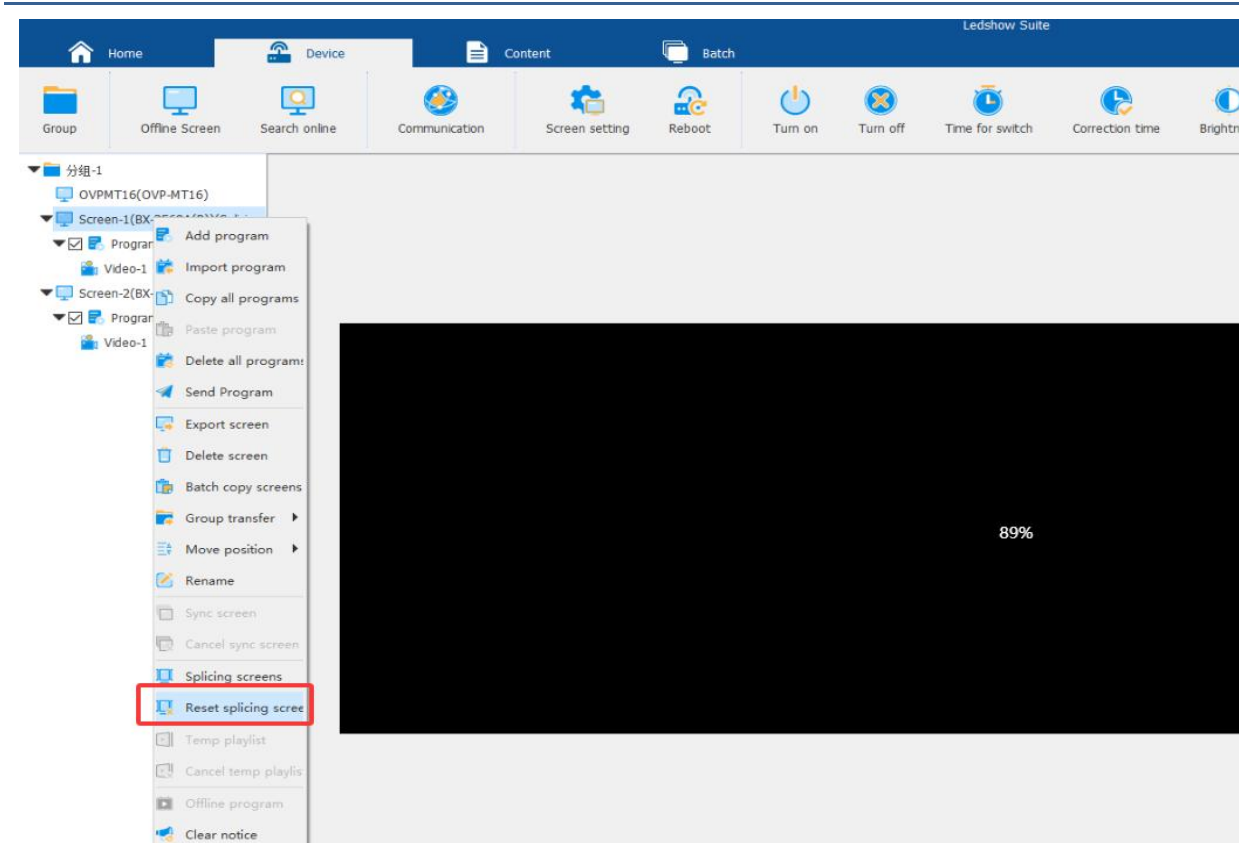 Ledshow Suite
Home
Device
Content
Batch
Group
Offline Screen
Search online
Communication
Screen setting
Reboot
Turn on
Turn off
Time for switch
Correction time
Brightn
分组-1
OVPMT16(OVP-MT16)
Screen-1(BX-
Add program
Program
Import program
Video-1
Copy all programs
Screen-2(BX-
Paste program
Program
Delete all programs
Video-1
Send Program
Export screen
Delete screen
Batch copy screens
Group transfer
Move position
Rename
Sync screen
Cancel sync screen
Splicing screens
Reset splicing scree
Temp playlist
Cancel temp playlis
Offline program
Clear notice
89%